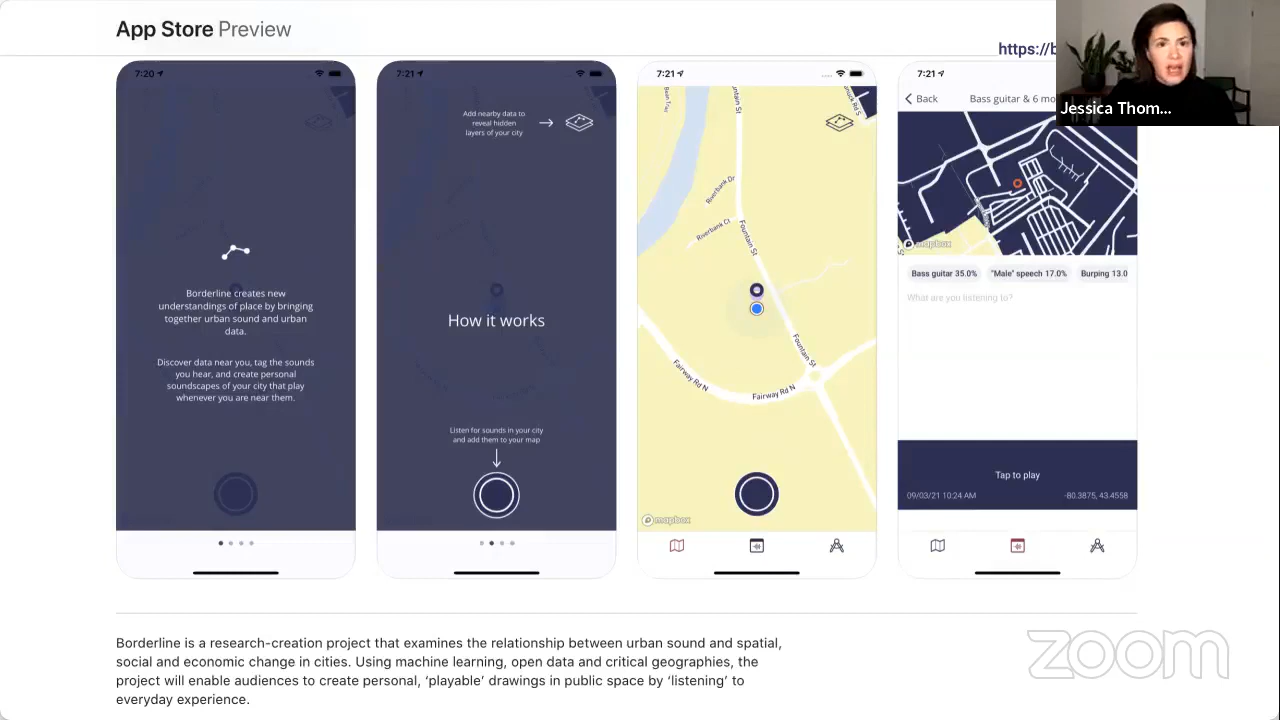 App Store Preview
https://b
Jessica Thom...
7:20
Borderline creates new
understandings of place by bringing
together urban sound and urban
data.
Discover data near you, tag the sounds
you hear, and create personal
soundscapes of your city that play
whenever you are near them.
7:21
Add nearby data to
reveal hidden
layers of your city
How it works
Listen for sounds in your city
and add them to your map
7:21
Fountain St
Riverbank Dr
Riverbank Ct
Fountain St
Fountain St
Fairway Rd N
Fairway Rd N
mapbox
7:21
Back
Bass guitar & 6 mo
mapbox
Bass guitar 35.0%
"Male" speech 17.0%
Burping 13.0
What are you listening to?
Tap to play
09/03/21 10:24 AM
-80.3875, 43.4558
Borderline is a research-creation project that examines the relationship between urban sound and spatial,
social and economic change in cities. Using machine learning, open data and critical geographies, the
project will enable audiences to create personal, ‘playable’ drawings in public space by ‘listening’ to
everyday experience.
zoom